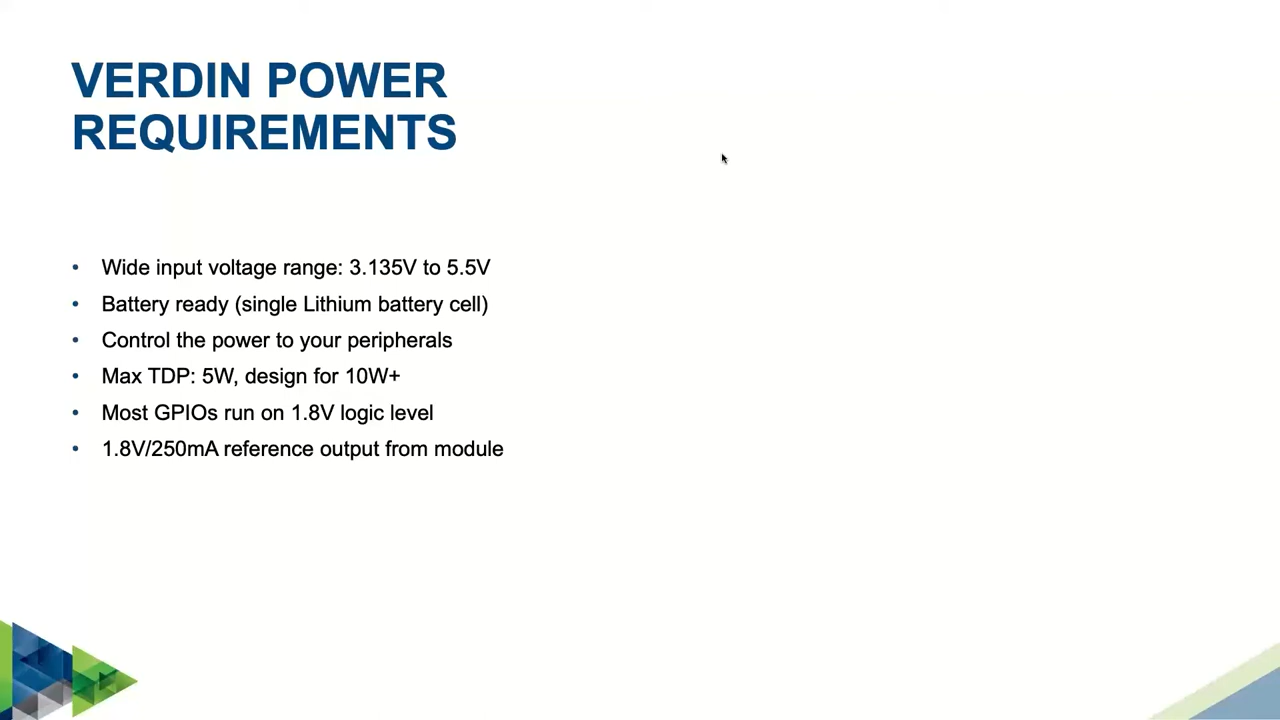 VERDIN POWER
REQUIREMENTS
• Wide input voltage range: 3.135V to 5.5V
• Battery ready (single Lithium battery cell)
• Control the power to your peripherals
• Max TDP: 5W, design for 10W+
• Most GPIOs run on 1.8V logic level
• 1.8V/250mA reference output from module